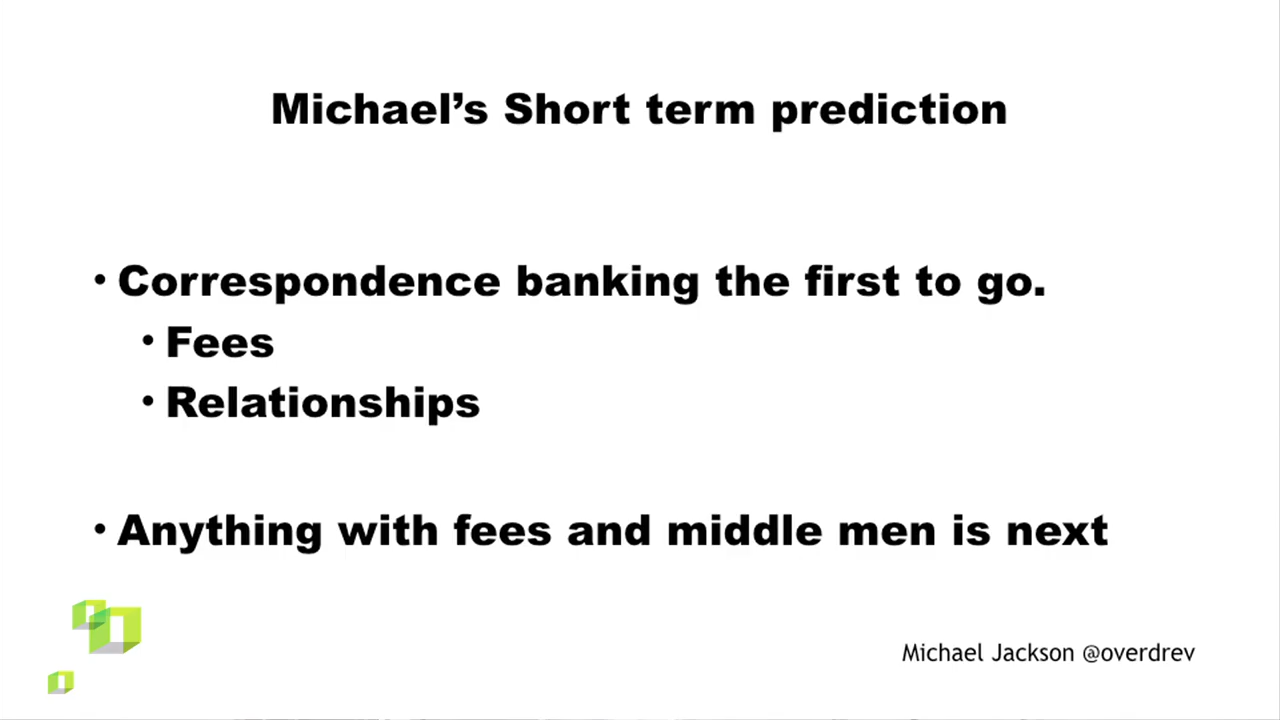 Michael’s Short term prediction
• Correspondence banking the first to go.
• Fees
• Relationships
• Anything with fees and middle men is next
Michael Jackson @overdrev